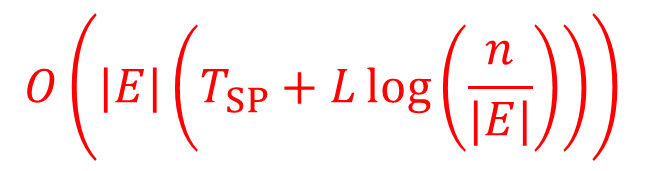 O(|E|(T_SP + L log(n/|E|)))